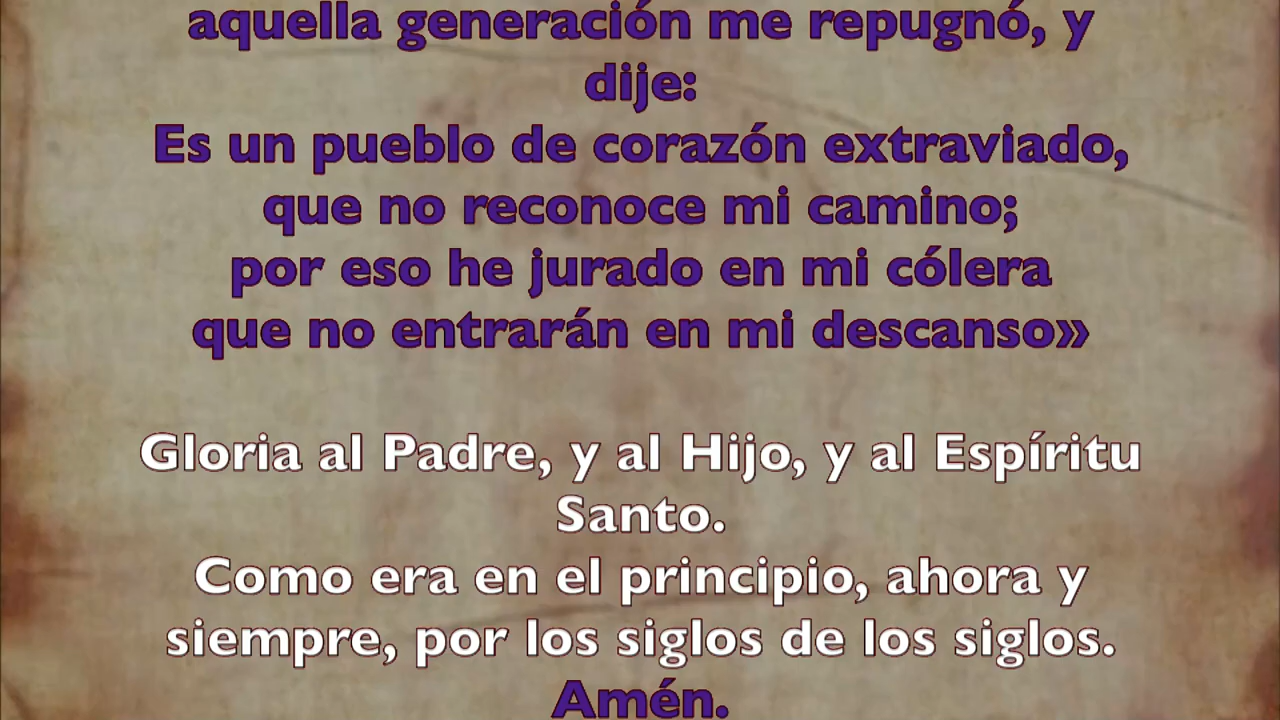 aquella generación me repugnó, y
dije:
Es un pueblo de corazón extraviado,
que no reconoce mi camino;
por eso he jurado en mi cólera
que no entrarán en mi descanso»
Gloria al Padre, y al Hijo, y al Espíritu
Santo.
Como era en el principio, ahora y
siempre, por los siglos de los siglos.
Amén.